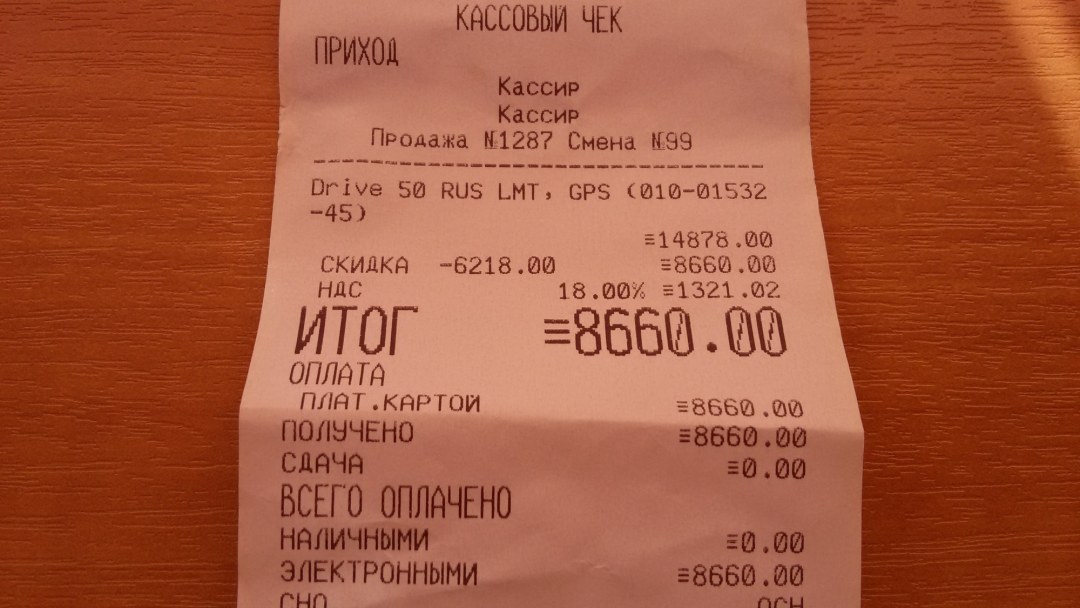 КАССОВЫЙ ЧЕК
ПРИХОД
Кассир
Кассир
Продажа №1287 Смена №99
Drive 50 RUS LMT, GPS (010-01532
-45)
≡14878.00
СКИДКА -6218.00 ≡8660.00
НДС 18.00% ≡1321.02
ИТОГ ≡8660.00
ОПЛАТА
ПЛАТ.КАРТОЙ ≡8660.00
ПОЛУЧЕНО ≡8660.00
СДАЧА ≡0.00
ВСЕГО ОПЛАЧЕНО
НАЛИЧНЫМИ ≡0.00
ЭЛЕКТРОННЫМИ ≡8660.00
СНО ОСН